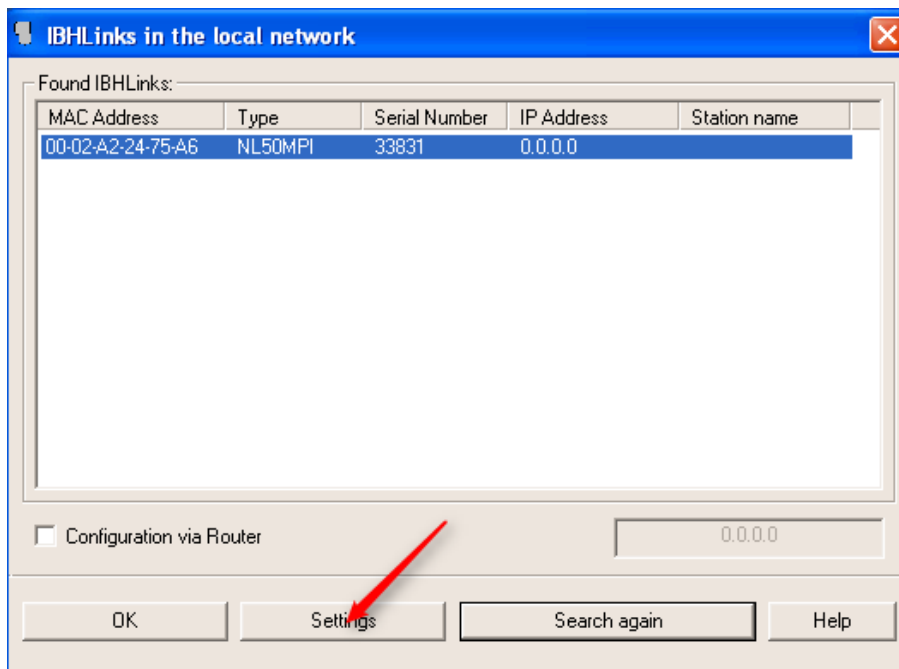 IBHLinks in the local network
Found IBHLinks:
MAC Address Type Serial Number IP Address Station name
00-02-A2-24-75-A6 NL50MPI 33831 0.0.0.0
Configuration via Router 0.0.0.0
OK Settings Search again Help